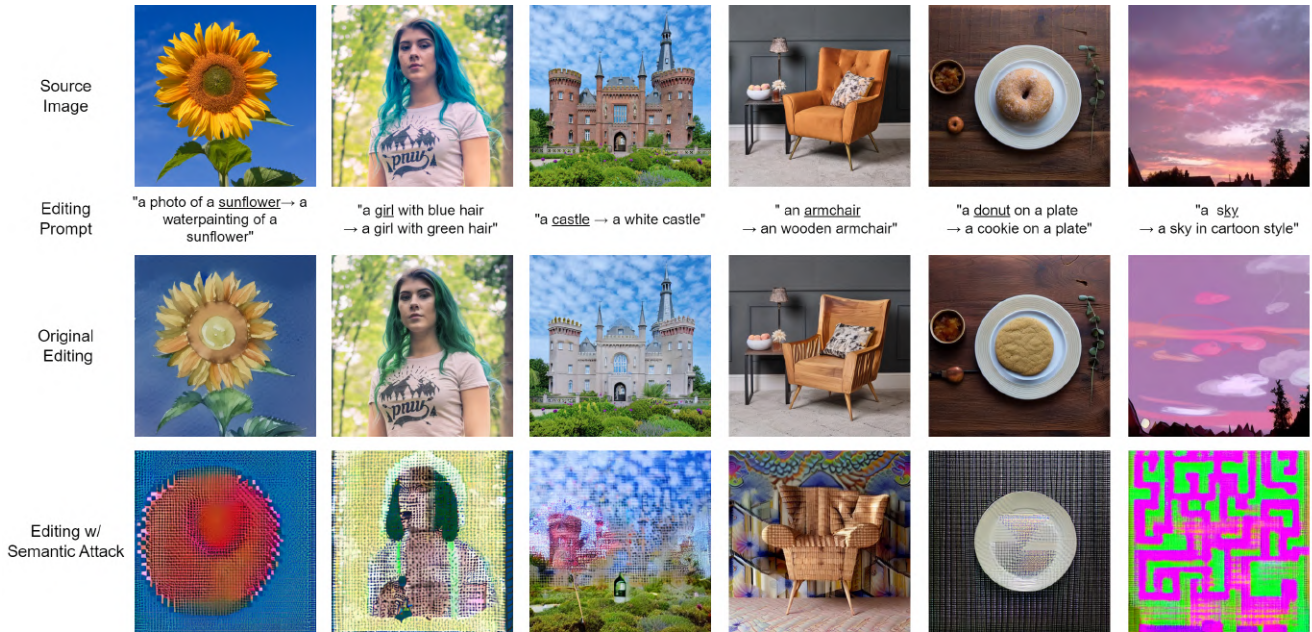 Source
Image
Editing
Prompt
"a photo of a sunflower→ a
waterpainting of a
sunflower"
"a girl with blue hair
→ a girl with green hair"
"a castle → a white castle"
" an armchair
→ an wooden armchair"
"a donut on a plate
→ a cookie on a plate"
"a sky
→ a sky in cartoon style"
Original
Editing
Editing w/
Semantic Attack